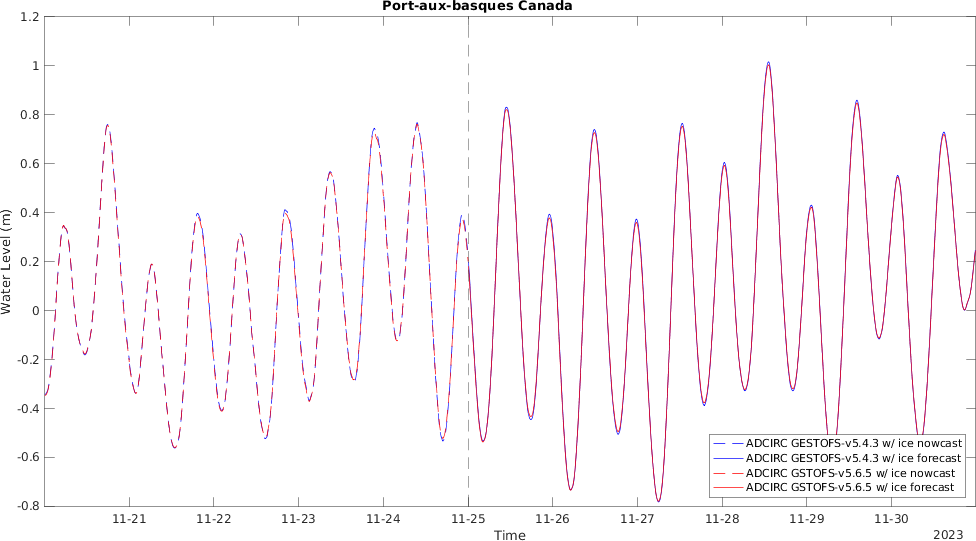 Port-aux-basques Canada
1.2
1
0.8
0.6
0.4
0.2
0
-0.2
-0.4
-0.6
-0.8
Water Level (m)
ADCIRC GESTOFS-v5.4.3 w/ ice nowcast
ADCIRC GESTOFS-v5.4.3 w/ ice forecast
ADCIRC GSTOFS-v5.6.5 w/ ice nowcast
ADCIRC GSTOFS-v5.6.5 w/ ice forecast
11-21 11-22 11-23 11-24 11-25 11-26 11-27 11-28 11-29 11-30
Time
2023